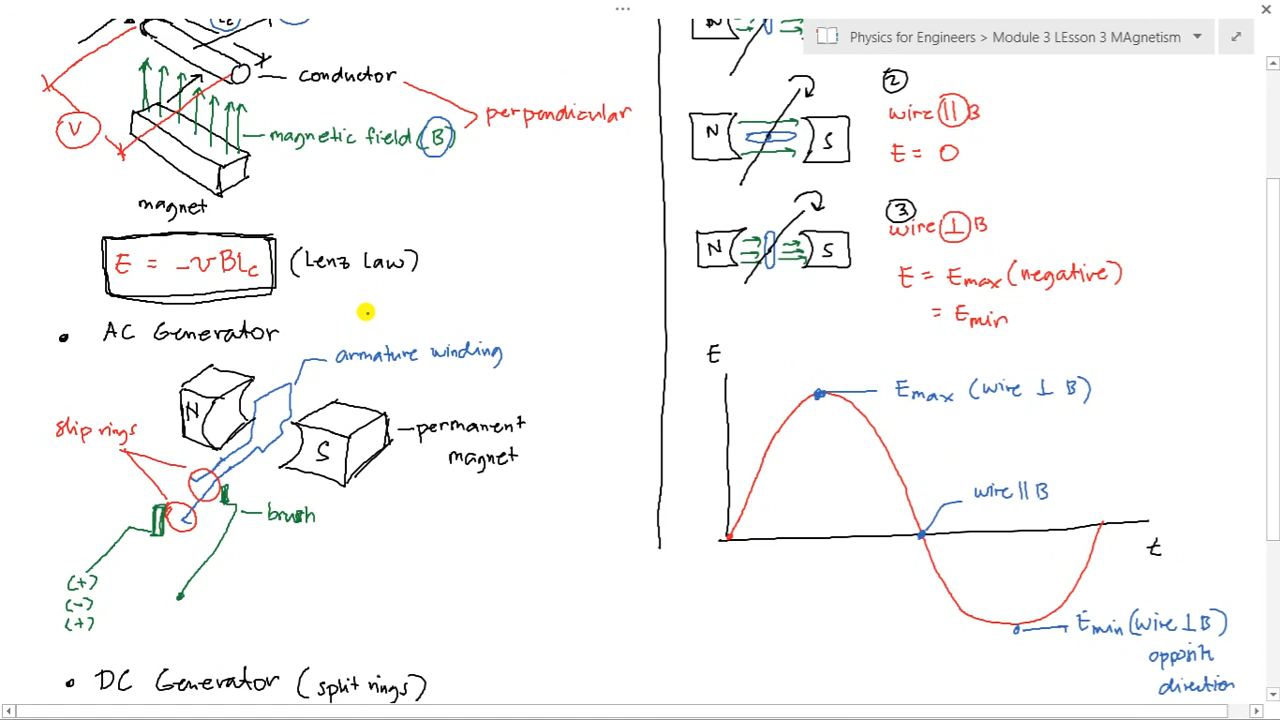 Physics for Engineers > Module 3 LEsson 3 MAgnetism
Lc
conductor
perpendicular
V
magnetic field (B)
magnet
E = -vBLc (Lenz Law)
• AC Generator
armature winding
N
S
slip rings
permanent
magnet
brush
(+)
(-)
(+)
• DC Generator (split rings)
N
S
2
wire || B
E = 0
N
S
3
wire ⊥ B
E = Emax (negative)
= Emin
E
Emax (wire ⊥ B)
wire || B
t
Emin (wire ⊥ B)
opposite
direction